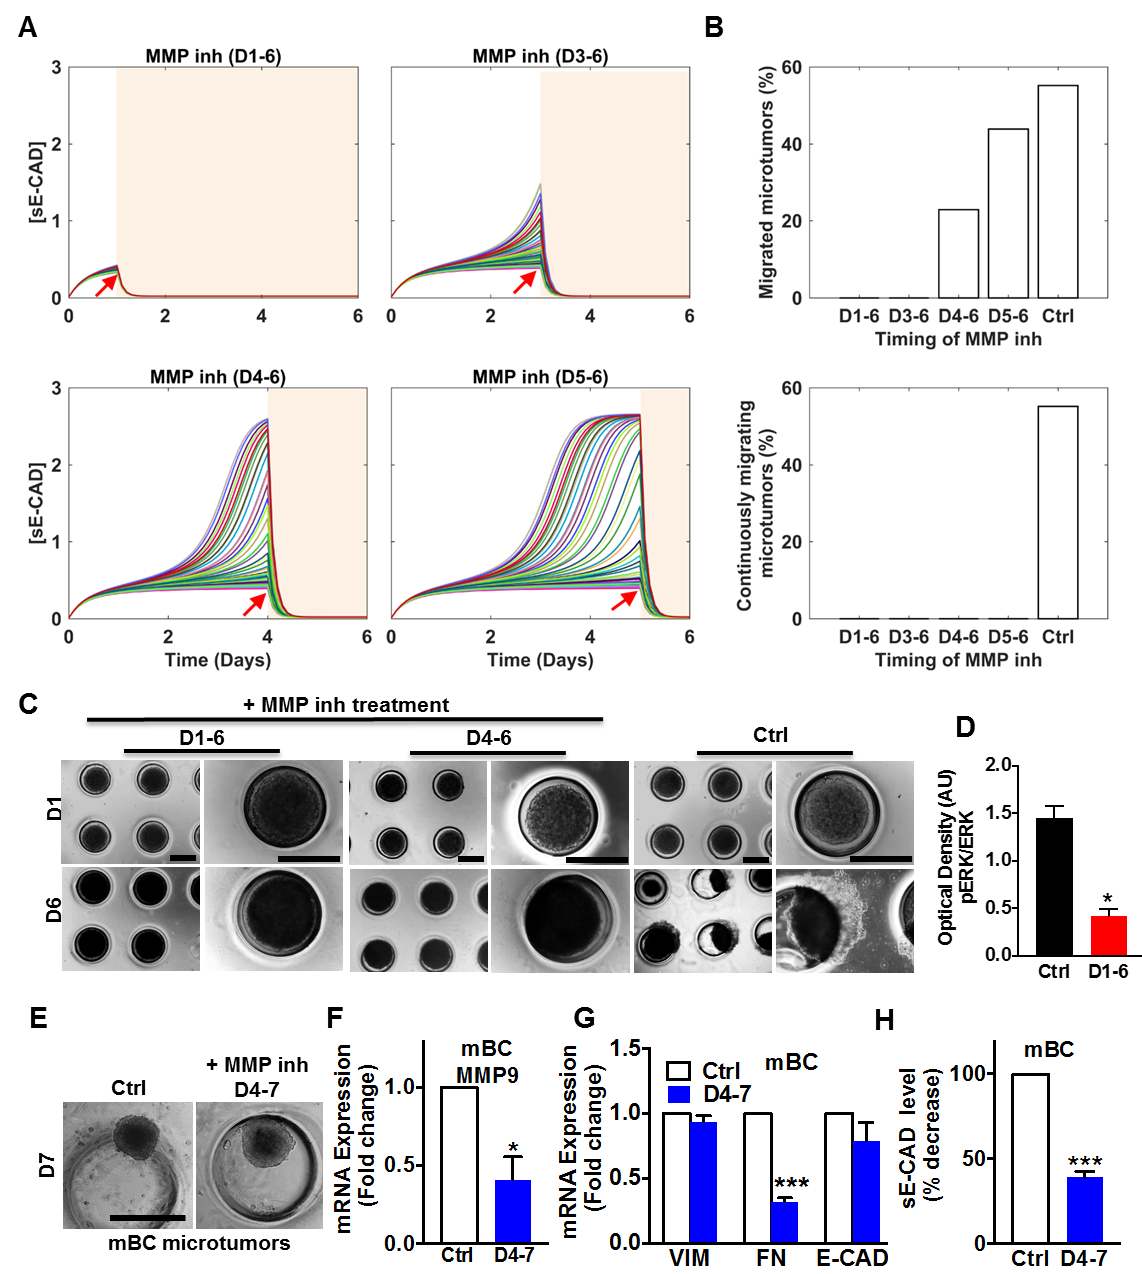 A
MMP inh (D1-6)
MMP inh (D3-6)
[sE-CAD]
3
2
1
0
0 2 4 6
0 2 4 6
MMP inh (D4-6)
MMP inh (D5-6)
[sE-CAD]
3
2
1
0
0 2 4 6
0 2 4 6
Time (Days)
Time (Days)
B
Migrated microtumors (%)
60
40
20
0
D1-6 D3-6 D4-6 D5-6 Ctrl
Timing of MMP inh
Continuously migrating
microtumors (%)
60
40
20
0
D1-6 D3-6 D4-6 D5-6 Ctrl
Timing of MMP inh
C
+ MMP inh treatment
D1-6
D4-6
Ctrl
D1
D6
D
Optical Density (AU)
pERK/ERK
2.0
1.5
1.0
0.5
0.0
*
Ctrl D1-6
E
Ctrl
+ MMP inh
D4-7
D7
mBC microtumors
F
mRNA Expression
(Fold change)
mBC
MMP9
1.0
0.5
0.0
*
Ctrl D4-7
G
mRNA Expression
(Fold change)
mBC
Ctrl
D4-7
1.5
1.0
0.5
0.0
***
VIM FN E-CAD
H
sE-CAD level
(% decrease)
mBC
100
50
0
***
Ctrl D4-7